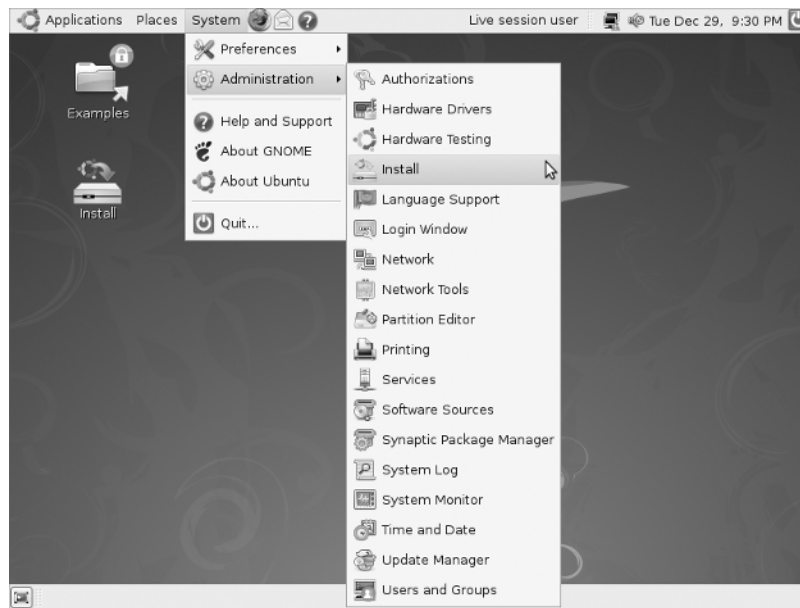 Applications Places System Live session user Tue Dec 29, 9:30 PM
Examples
Install
Preferences
Administration
Help and Support
About GNOME
About Ubuntu
Quit...
Authorizations
Hardware Drivers
Hardware Testing
Install
Language Support
Login Window
Network
Network Tools
Partition Editor
Printing
Services
Software Sources
Synaptic Package Manager
System Log
System Monitor
Time and Date
Update Manager
Users and Groups